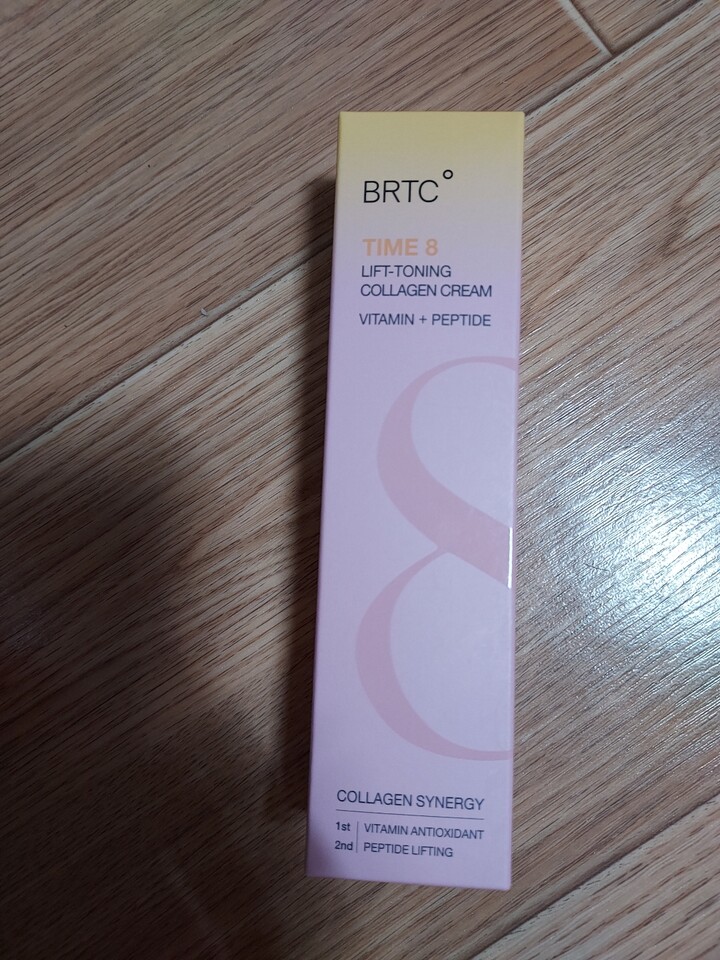 BRTC°
TIME 8
LIFT-TONING
COLLAGEN CREAM
VITAMIN + PEPTIDE
8
COLLAGEN SYNERGY
1st | VITAMIN ANTIOXIDANT
2nd | PEPTIDE LIFTING